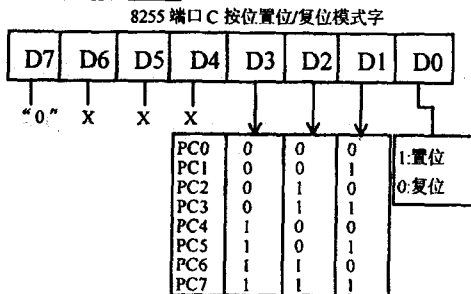 8255 端口 C 按位置位/复位模式字
D7 D6 D5 D4 D3 D2 D1 D0
"0" X X X
PC0 0 0 0
PC1 0 0 1
PC2 0 1 0
PC3 0 1 1
PC4 1 0 0
PC5 1 0 1
PC6 1 1 0
PC7 1 1 1
1:置位
0:复位